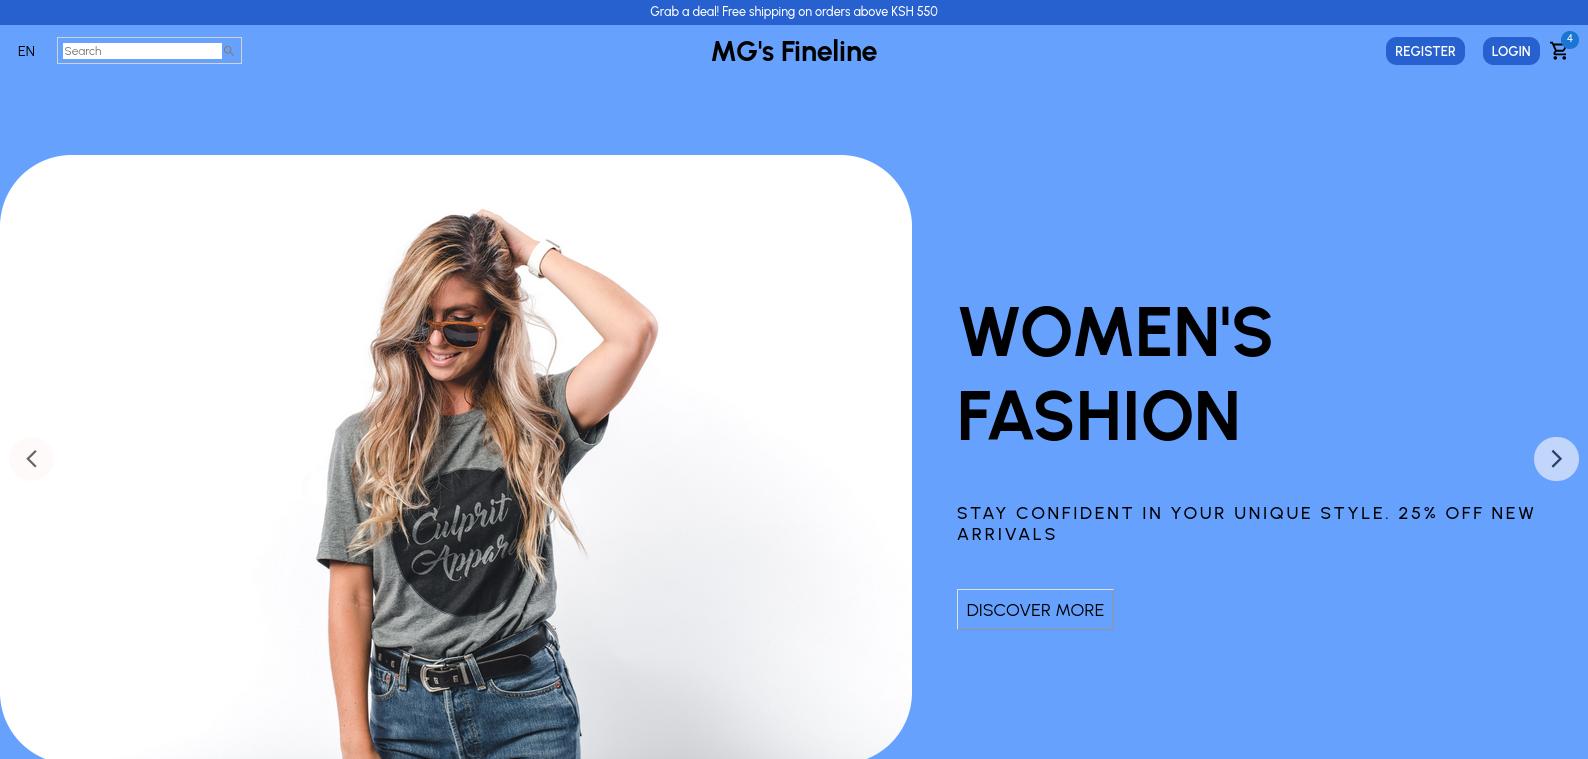 Grab a deal! Free shipping on orders above KSH 550
EN
Search
MG's Fineline
REGISTER
LOGIN
4
WOMEN'S
FASHION
Culprit
Appare
STAY CONFIDENT IN YOUR UNIQUE STYLE. 25% OFF NEW
ARRIVALS
DISCOVER MORE